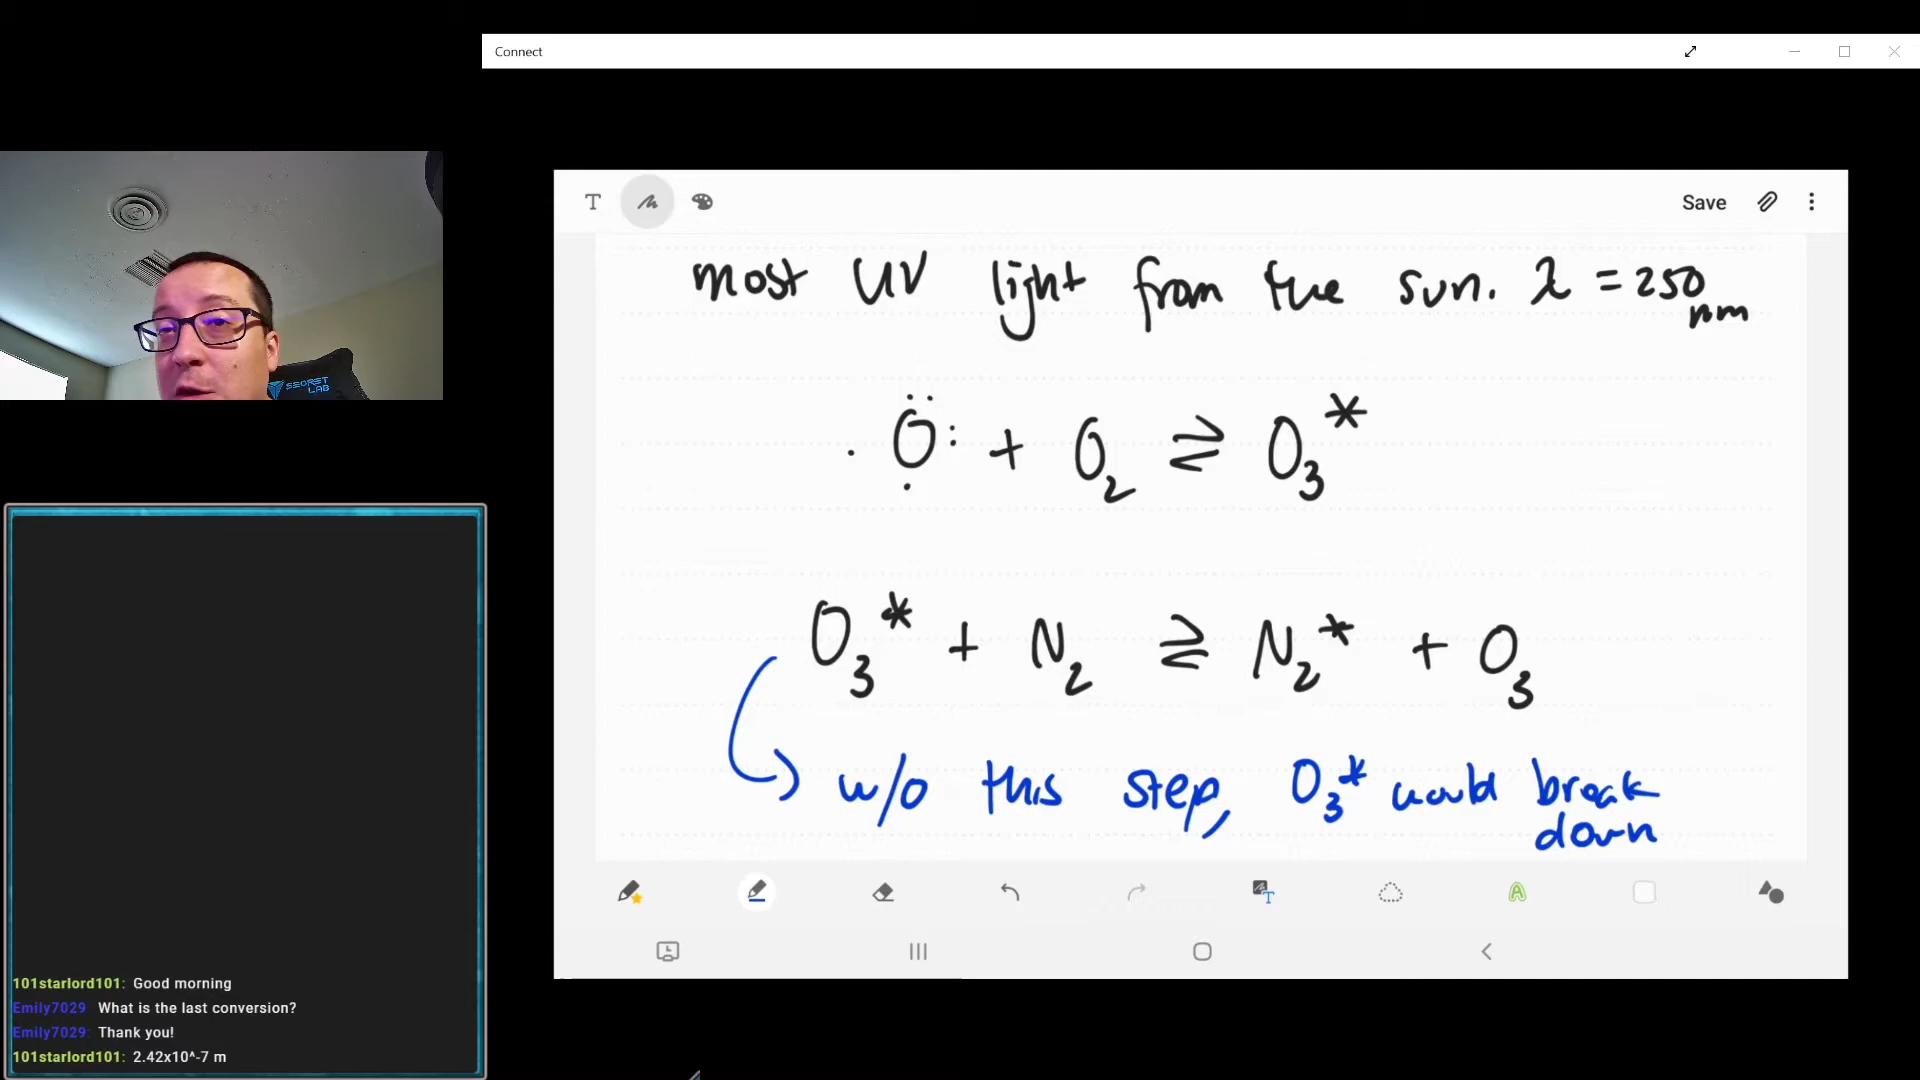 Connect
T
Save
most UV light from the sun. λ = 250 nm
· Ö: + O₂ ⇌ O₃*
O₃* + N₂ ⇌ N₂* + O₃
w/o this step, O₃* would break down
SECRET LAB
T
A
101starlord101: Good morning
Emily7029: What is the last conversion?
Emily7029: Thank you!
101starlord101: 2.42x10^-7 m